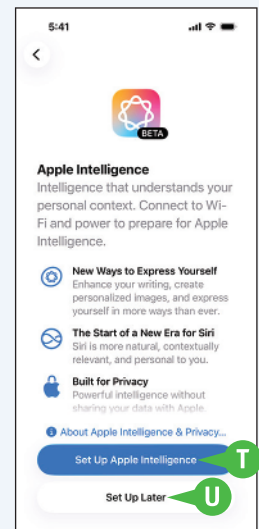 5:41
BETA
Apple Intelligence
Intelligence that understands your
personal context. Connect to Wi-
Fi and power to prepare for Apple
Intelligence.
New Ways to Express Yourself
Enhance your writing, create
personalized images, and express
yourself in more ways than ever.
The Start of a New Era for Siri
Siri is more natural, contextually
relevant, and personal to you.
Built for Privacy
Powerful intelligence without
sharing your data with Apple.
About Apple Intelligence & Privacy...
Set Up Apple Intelligence T
Set Up Later U